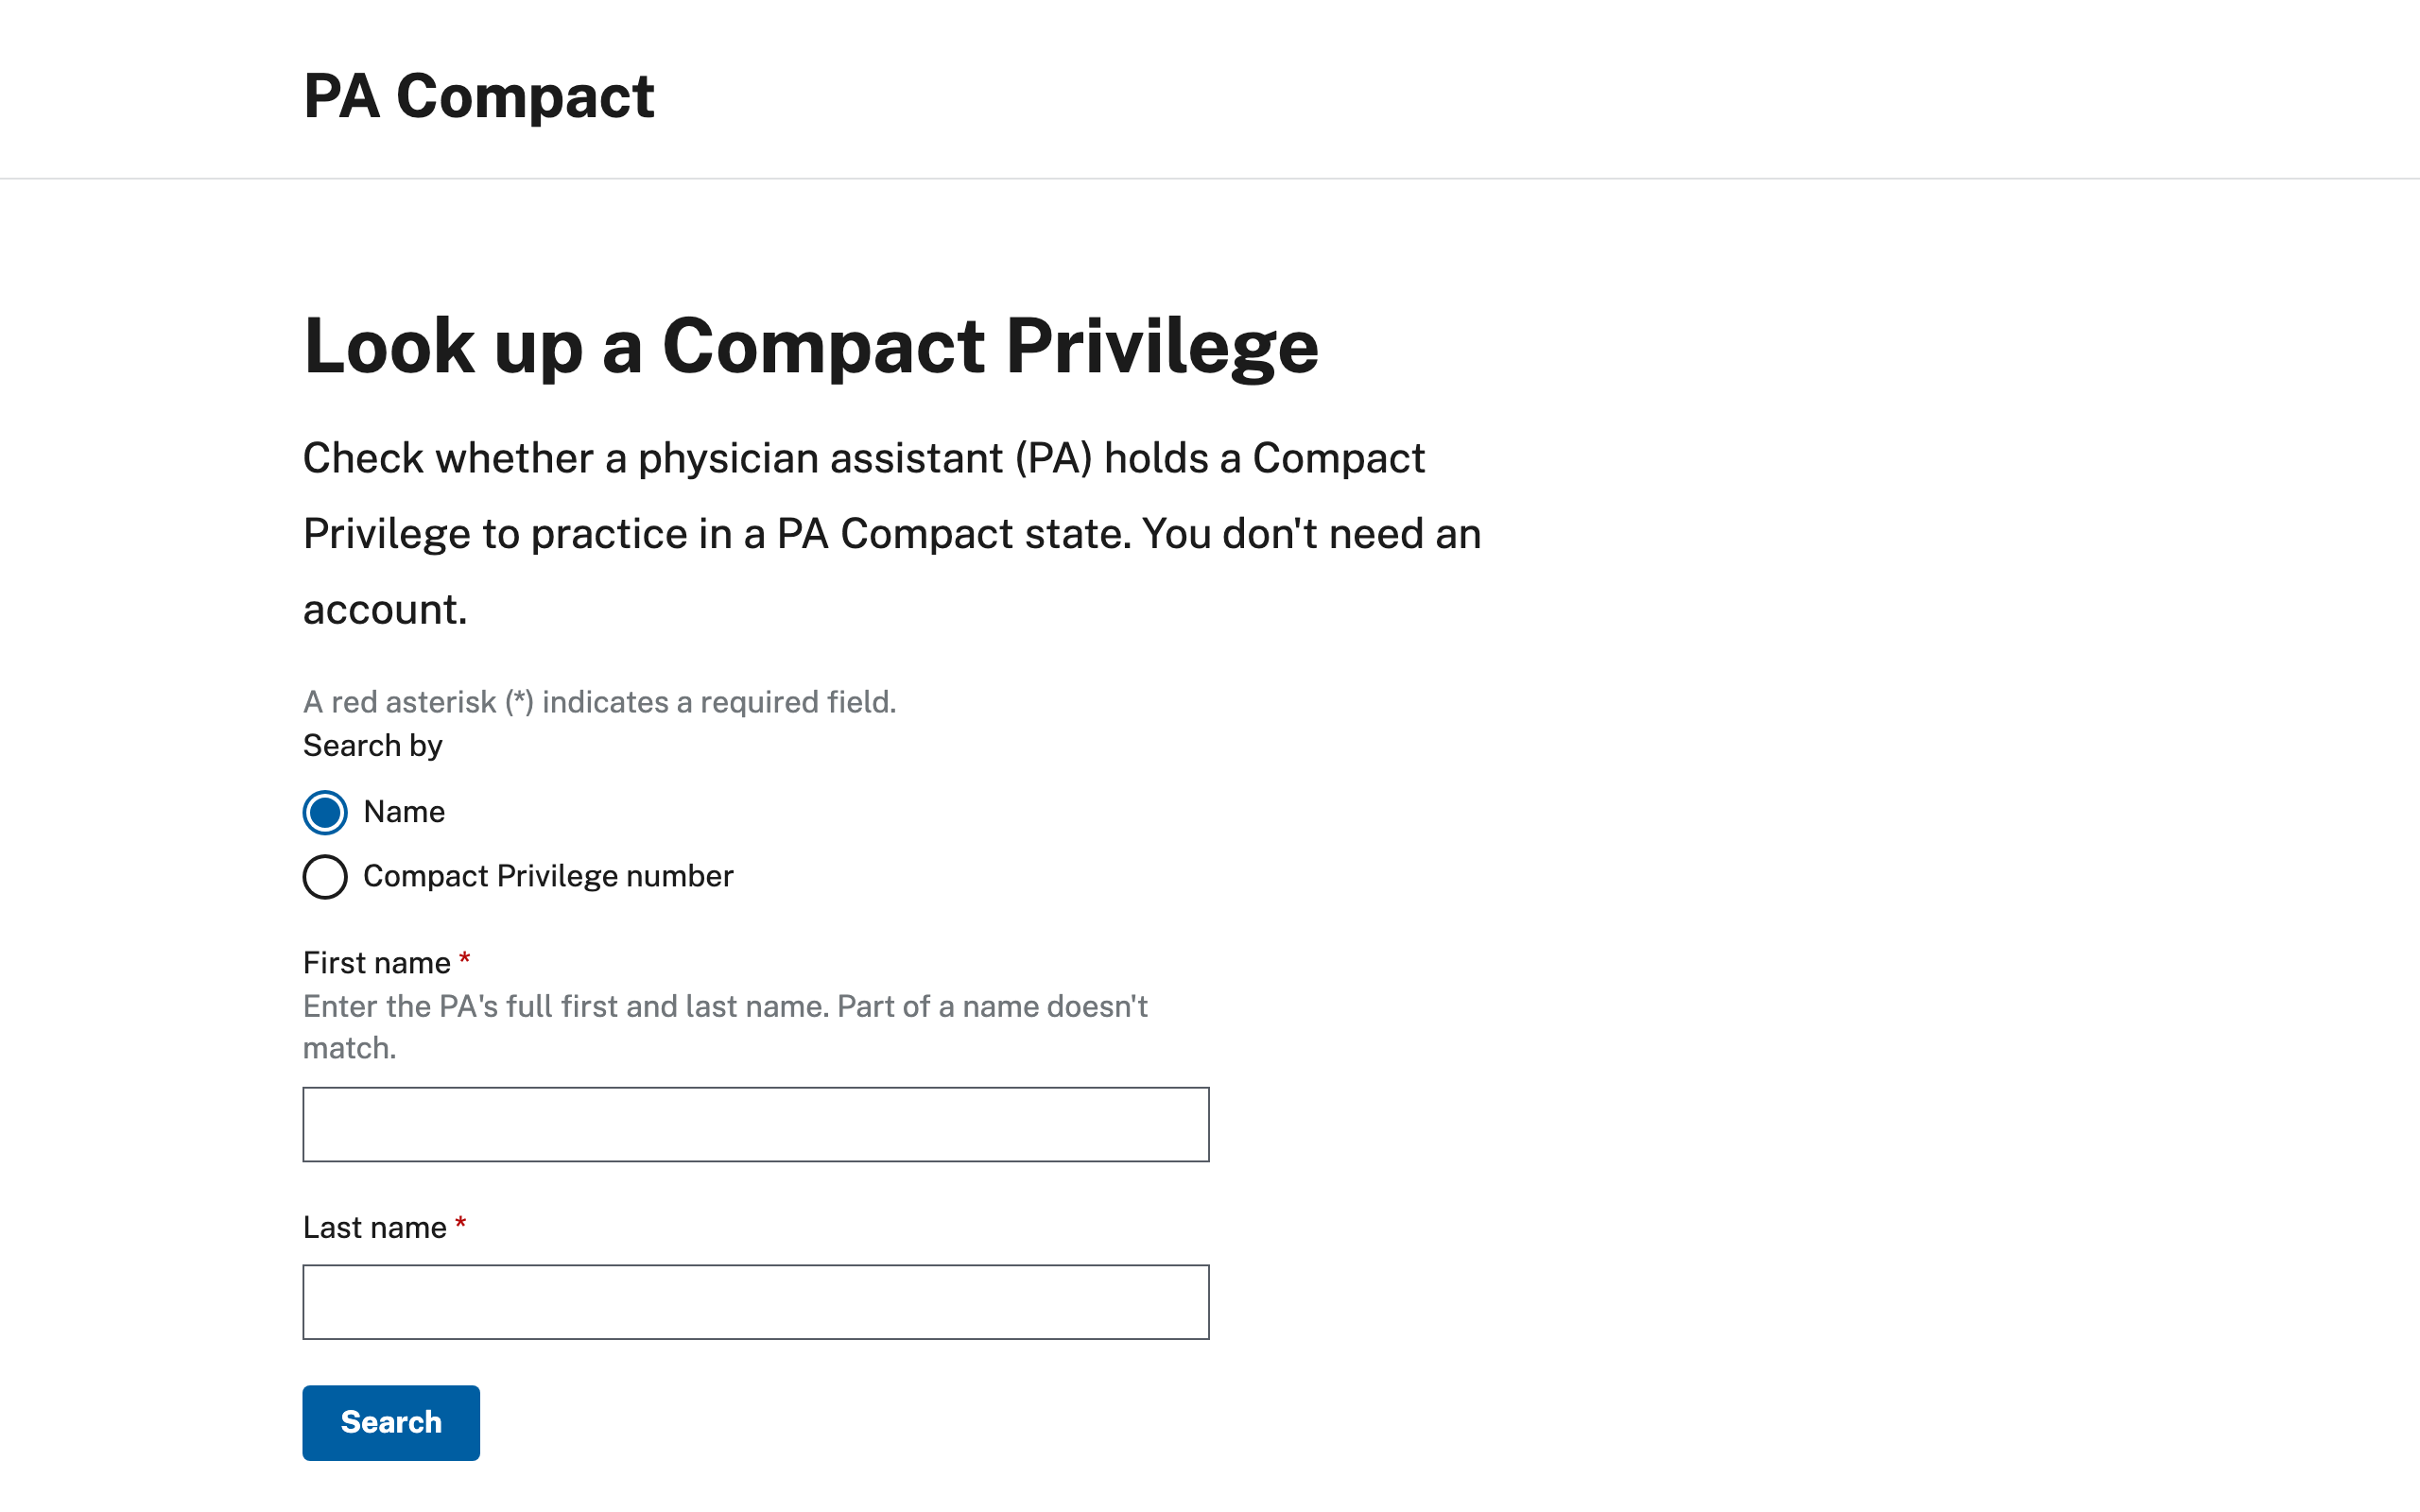 PA Compact
Look up a Compact Privilege
Check whether a physician assistant (PA) holds a Compact
Privilege to practice in a PA Compact state. You don't need an
account.
A red asterisk (*) indicates a required field.
Search by
Name
Compact Privilege number
First name *
Enter the PA's full first and last name. Part of a name doesn't
match.
Last name *
Search